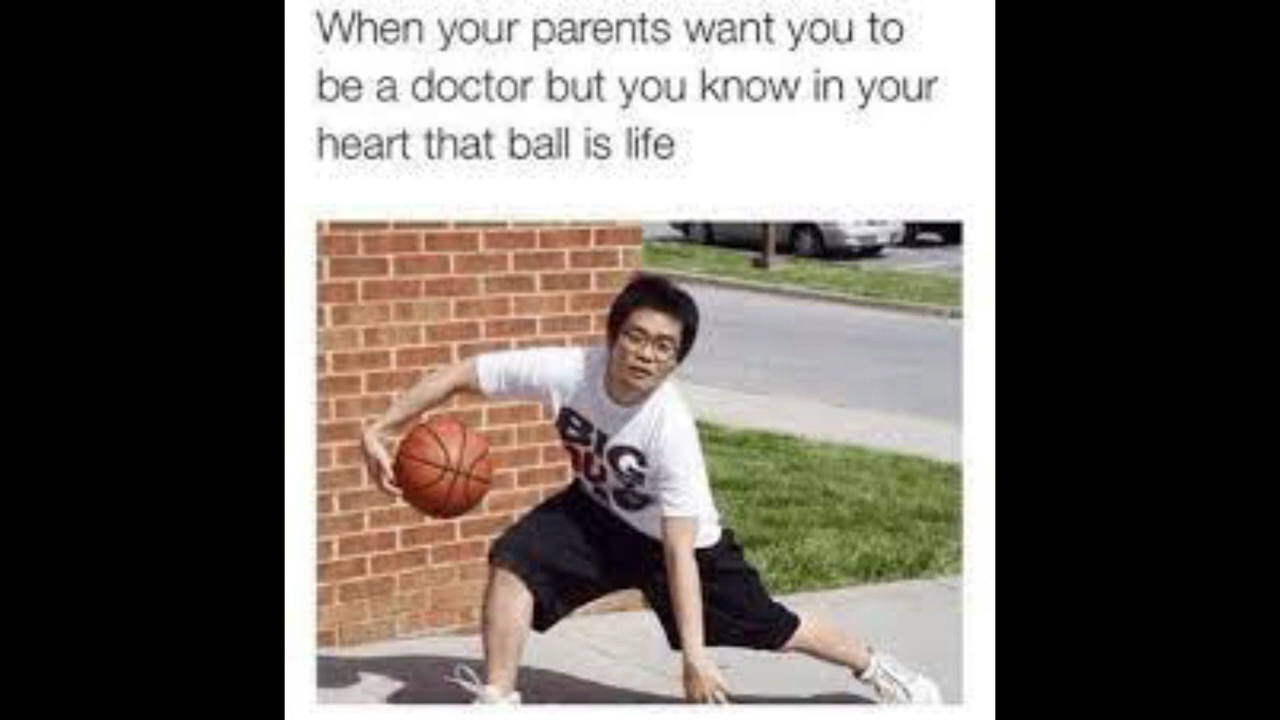 When your parents want you to
be a doctor but you know in your
heart that ball is life
BIG